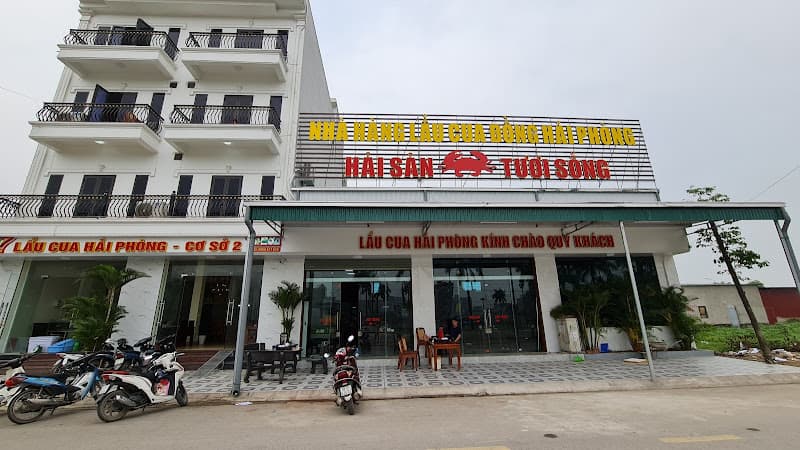 NHÀ HÀNG LẨU CUA ĐỒNG HẢI PHÒNG
HẢI SẢN TƯƠI SỐNG
LẨU CUA HẢI PHÒNG - CƠ SỞ 2
LẨU CUA HẢI PHÒNG KÍNH CHÀO QUÝ KHÁCH